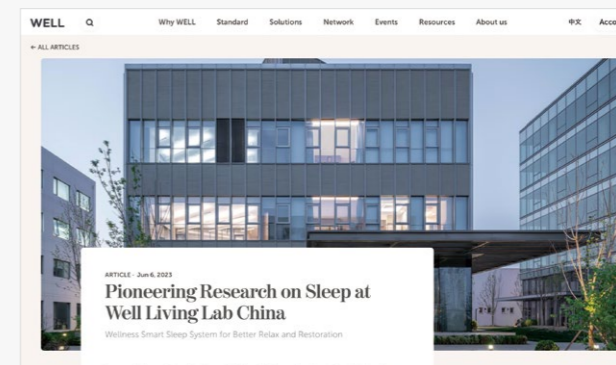 WELL
Why WELL Standard Solutions Network Events Resources About us 中文 Acce
← ALL ARTICLES
ARTICLE - Jun 6, 2023
Pioneering Research on Sleep at
Well Living Lab China
Wellness Smart Sleep System for Better Relax and Restoration